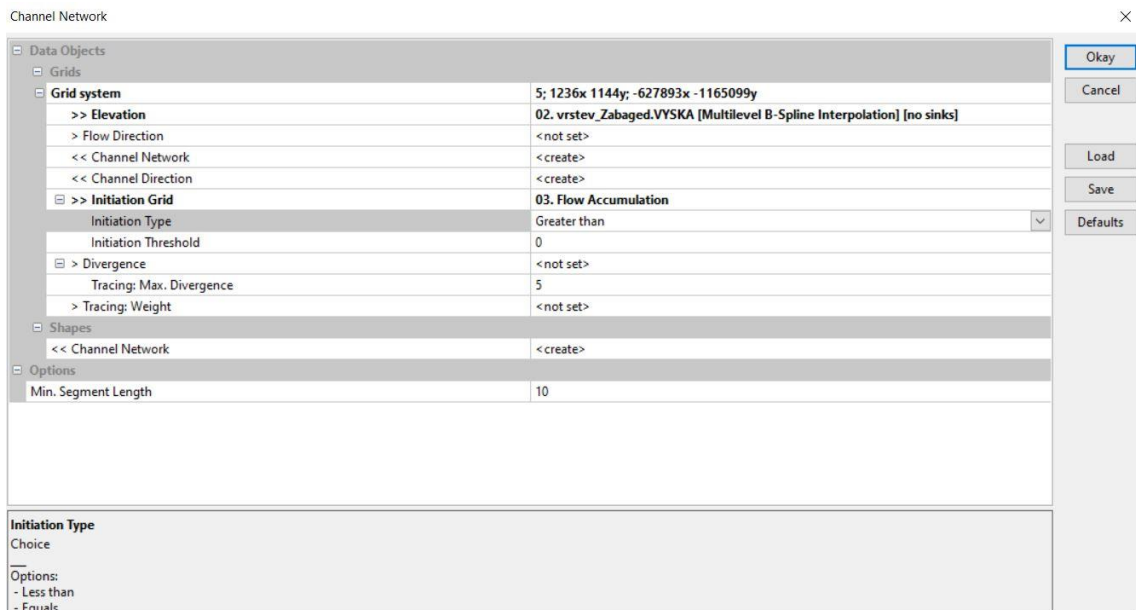 Channel Network
Data Objects
Grids
Grid system 5; 1236x 1144y; -627893x -1165099y
>> Elevation 02. vrstev_Zabaged.VYSKA [Multilevel B-Spline Interpolation] [no sinks]
> Flow Direction <not set>
<< Channel Network <create>
<< Channel Direction <create>
>> Initiation Grid 03. Flow Accumulation
Initiation Type Greater than
Initiation Threshold 0
> Divergence <not set>
Tracing: Max. Divergence 5
> Tracing: Weight <not set>
Shapes
<< Channel Network <create>
Options
Min. Segment Length 10
Okay
Cancel
Load
Save
Defaults
Initiation Type
Choice
__
Options:
- Less than
- Equals